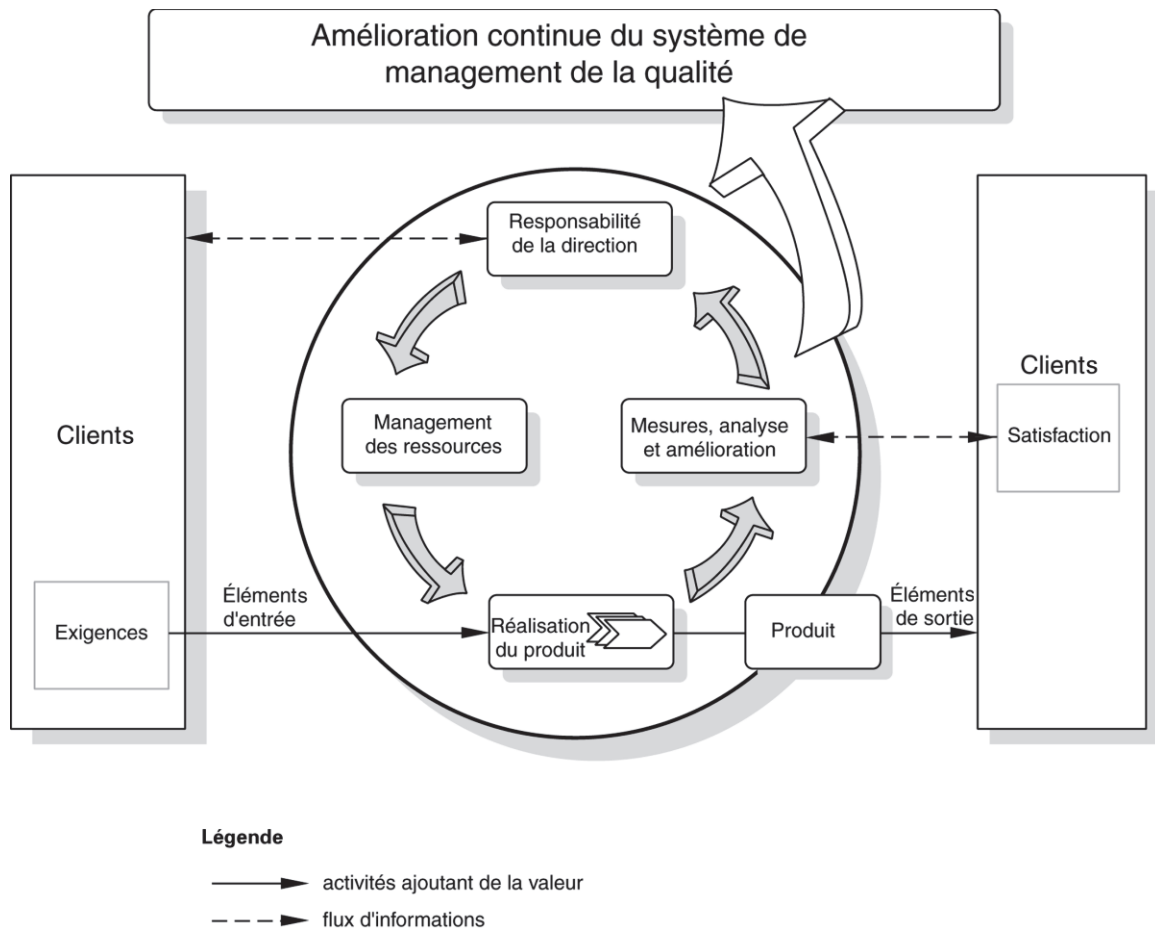 Amélioration continue du système de
management de la qualité
Responsabilité
de la direction
Clients
Management
des ressources
Mesures, analyse
et amélioration
Clients
Satisfaction
Exigences
Éléments
d'entrée
Réalisation
du produit
Produit
Éléments
de sortie
Légende
activités ajoutant de la valeur
flux d'informations